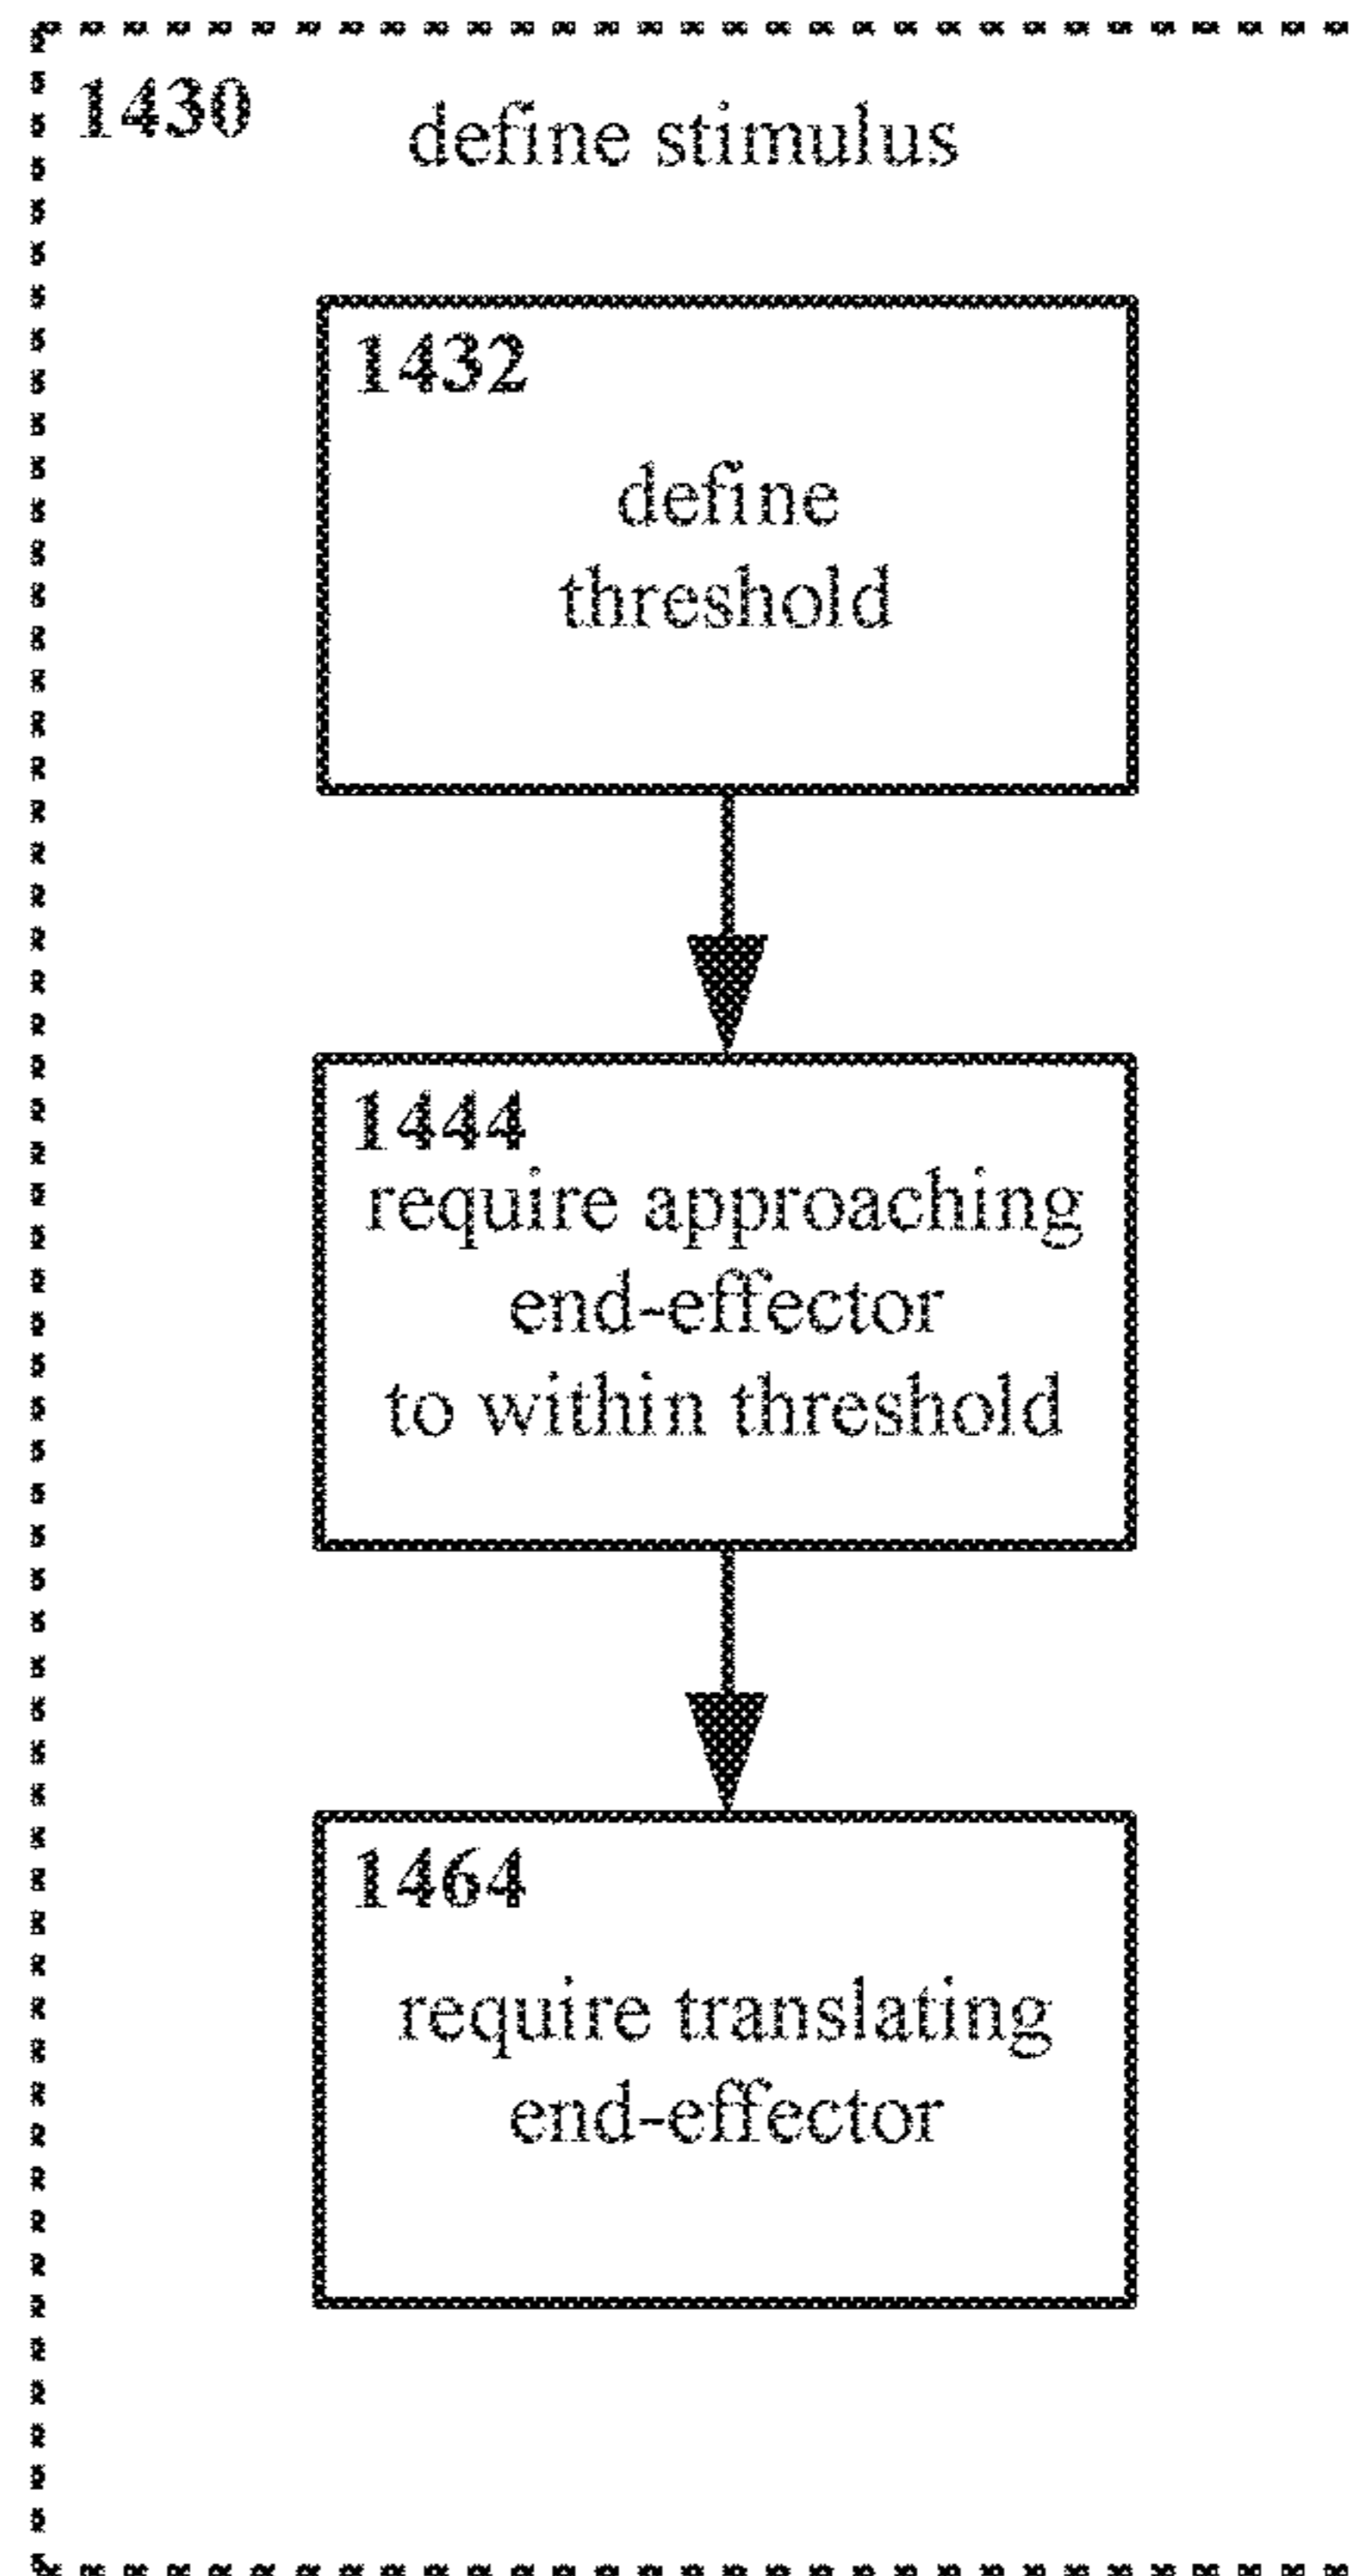 1430
define stimulus
1432
define
threshold
1444
require approaching
end-effector
to within threshold
1464
require translating
end-effector